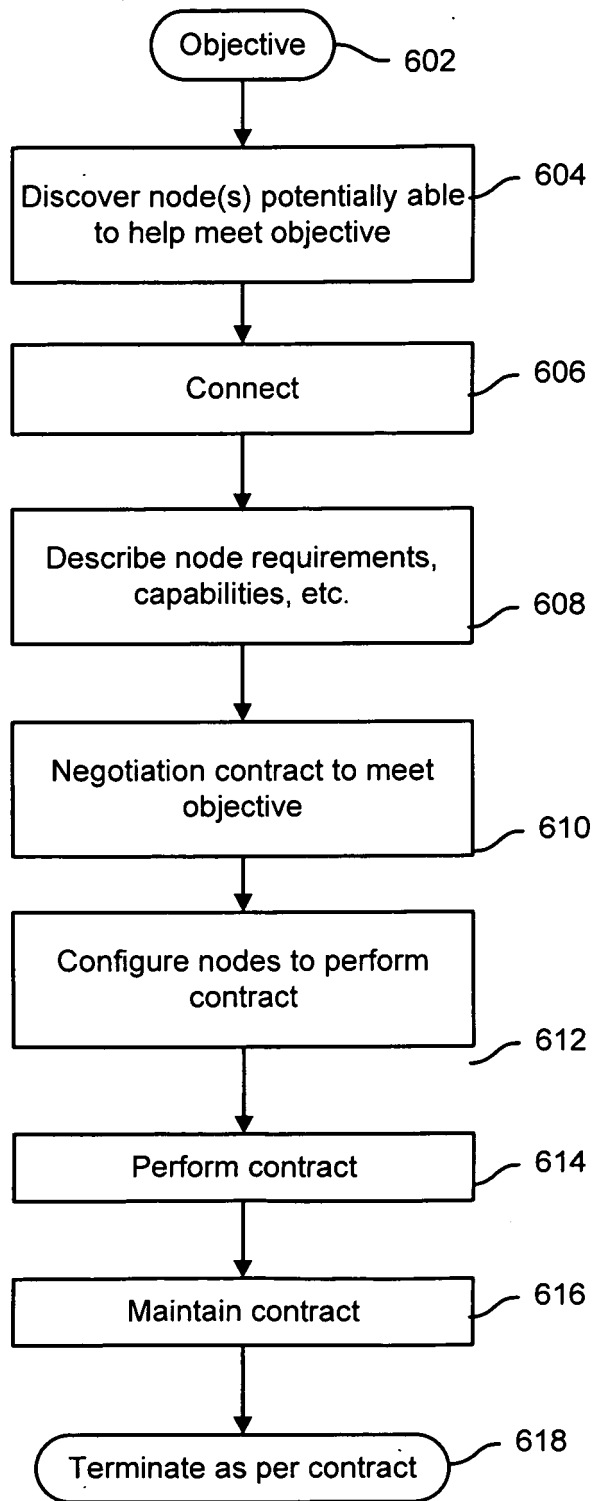 Objective
602
Discover node(s) potentially able
to help meet objective
604
Connect
606
Describe node requirements,
capabilities, etc.
608
Negotiation contract to meet
objective
610
Configure nodes to perform
contract
612
Perform contract
614
Maintain contract
616
Terminate as per contract
618